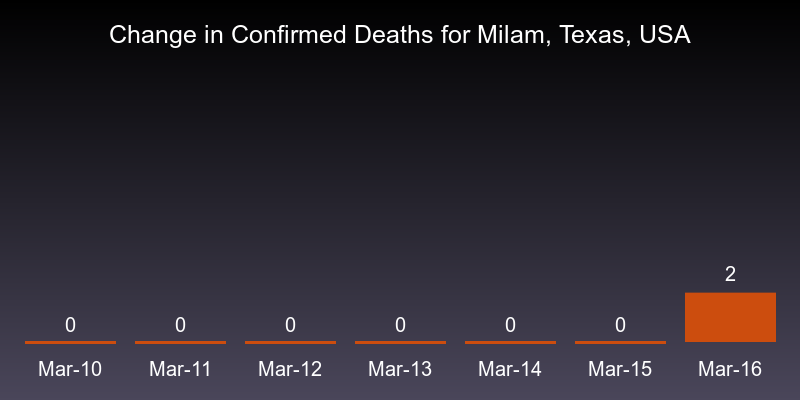 Change in Confirmed Deaths for Milam, Texas, USA
0 0 0 0 0 0 2
Mar-10 Mar-11 Mar-12 Mar-13 Mar-14 Mar-15 Mar-16